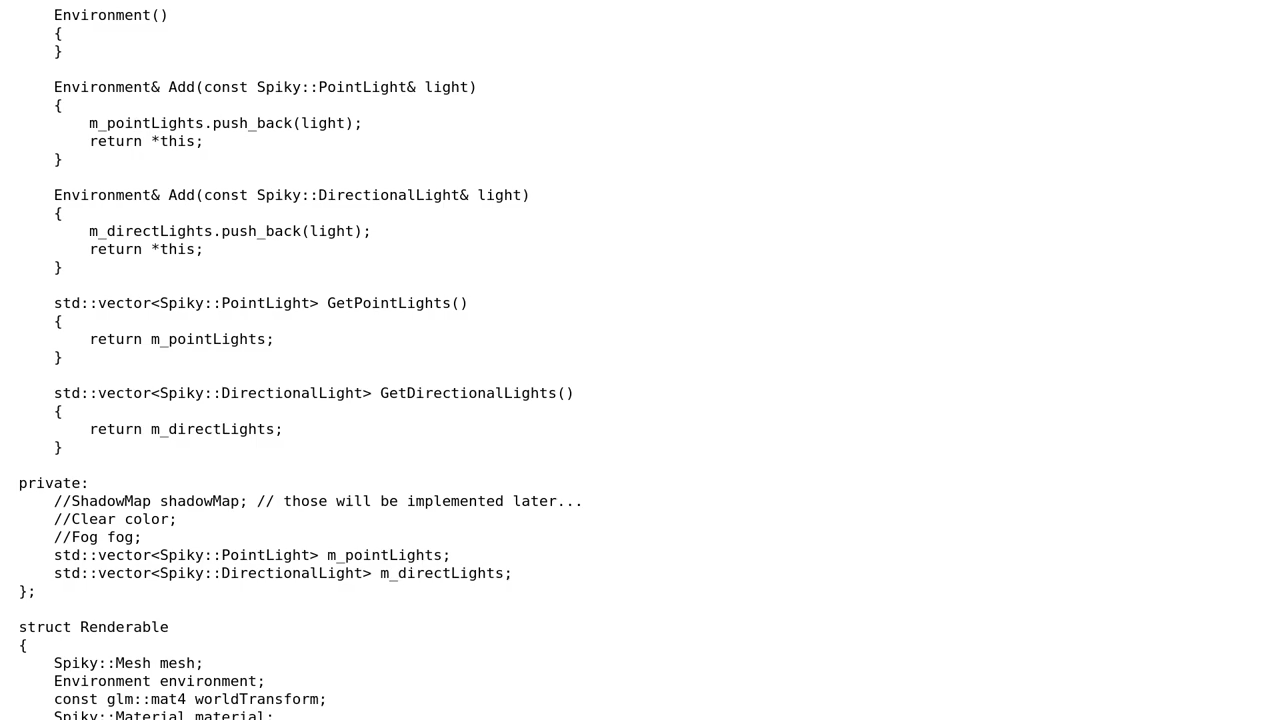 Environment()
{
}
Environment& Add(const Spiky::PointLight& light)
{
m_pointLights.push_back(light);
return *this;
}
Environment& Add(const Spiky::DirectionalLight& light)
{
m_directLights.push_back(light);
return *this;
}
std::vector<Spiky::PointLight> GetPointLights()
{
return m_pointLights;
}
std::vector<Spiky::DirectionalLight> GetDirectionalLights()
{
return m_directLights;
}
private:
//ShadowMap shadowMap; // those will be implemented later...
//Clear color;
//Fog fog;
std::vector<Spiky::PointLight> m_pointLights;
std::vector<Spiky::DirectionalLight> m_directLights;
};
struct Renderable
{
Spiky::Mesh mesh;
Environment environment;
const glm::mat4 worldTransform;
Spiky::Material material;